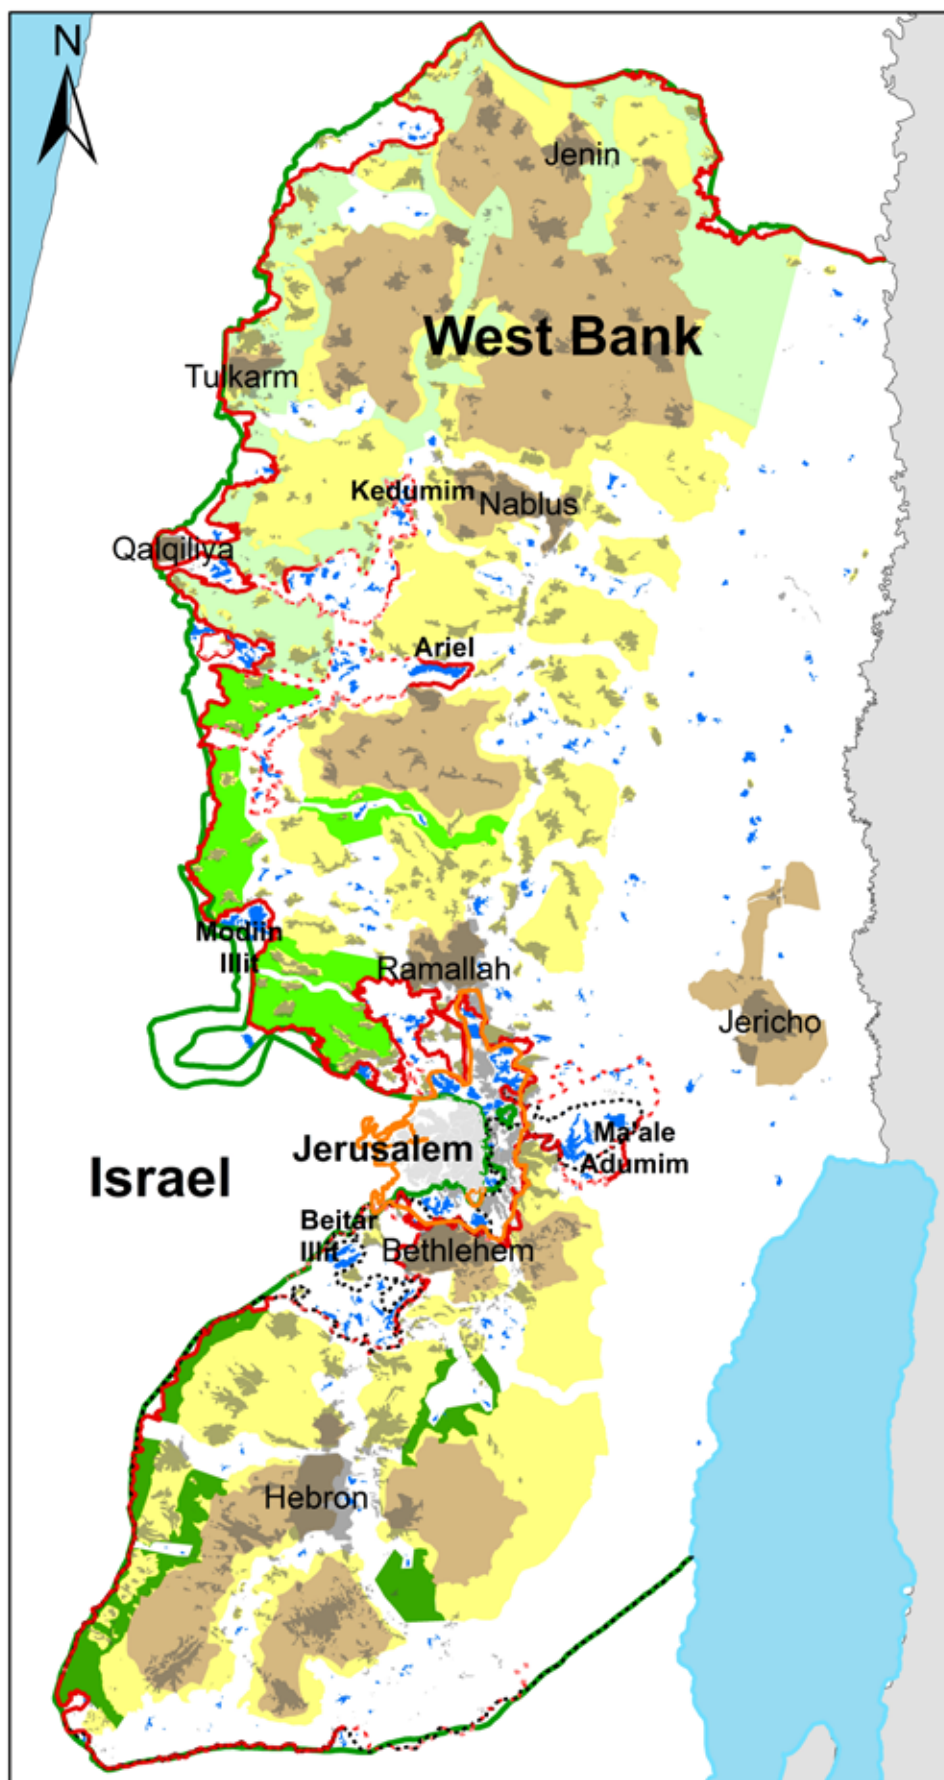 N
Jenin
West Bank
Tulkarm
Kedumim
Nablus
Qalqiliya
Ariel
Modiin
Illit
Ramallah
Jericho
Jerusalem
Ma'ale
Adumim
Israel
Beitar
Illit
Bethlehem
Hebron